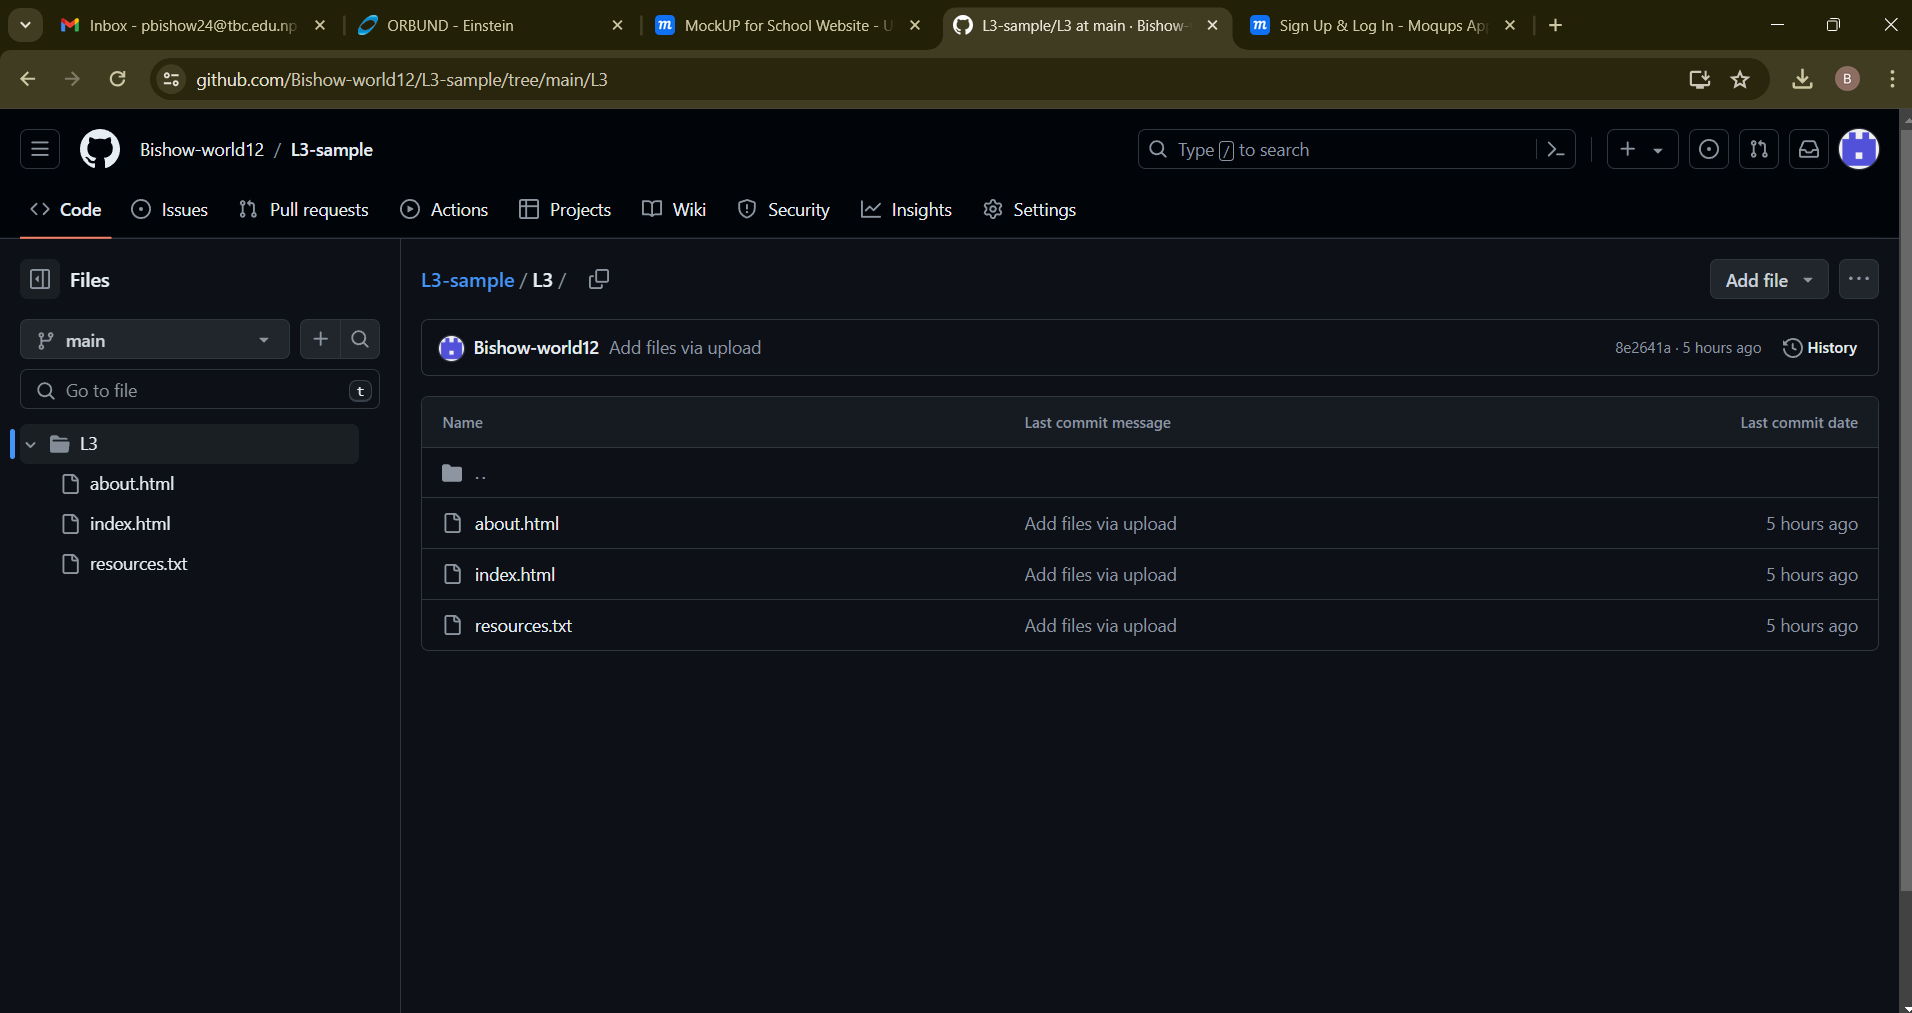 Inbox - pbishow24@tbc.edu.np
ORBUND - Einstein
MockUP for School Website - U
L3-sample/L3 at main · Bishow-
Sign Up & Log In - Moqups Ap
github.com/Bishow-world12/L3-sample/tree/main/L3
B
Bishow-world12 / L3-sample
Type / to search
Code
Issues
Pull requests
Actions
Projects
Wiki
Security
Insights
Settings
Files
main
Go to file
t
L3
about.html
index.html
resources.txt
L3-sample / L3 /
Add file
Bishow-world12 Add files via upload
8e2641a · 5 hours ago
History
Name Last commit message Last commit date
..
about.html Add files via upload 5 hours ago
index.html Add files via upload 5 hours ago
resources.txt Add files via upload 5 hours ago